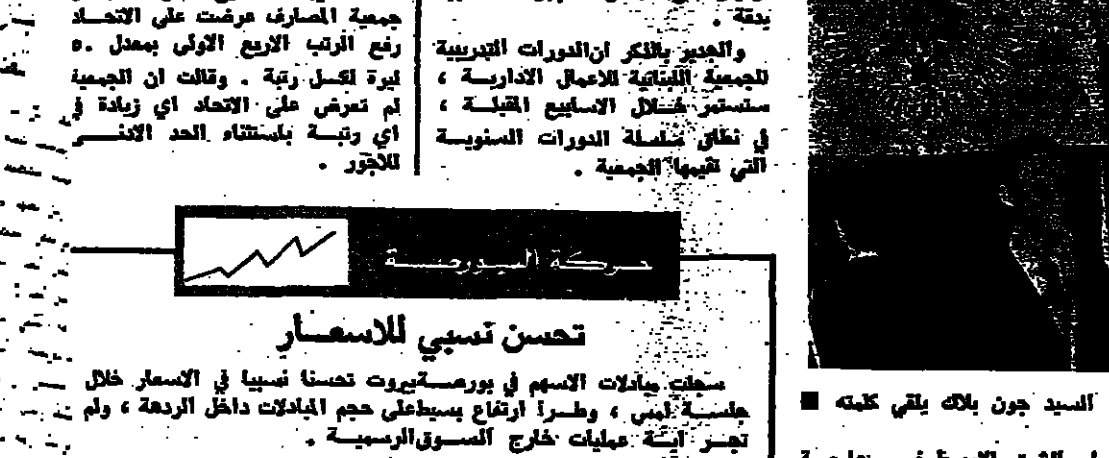 بدقة .
والجدير بالذكر ان الدورات التدريبية
للجمعية اللبنانية للاعمال الادارية ،
ستستمر خلال الاسابيع المقبلة ،
في نطاق سلسلة الدورات السنوية
التي تقيمها الجمعية .
جمعية المصارف عرضت على الاتحاد
رفع الرتب الاربع الاولى بمعدل ٥٠
ليرة لكل رتبة . وقالت ان الجمعية
لم تعرض على الاتحاد اي زيادة في
اي رتبة باستثناء الحد الادنى
للاجور .
حركة البورصة
تحسن نسبي للاسعار
سجلت مبادلات الاسهم في بورصة بيروت تحسنا نسبيا في الاسعار خلال
جلسة امس ، وطرا ارتفاع بسيط على حجم المبادلات داخل الردهة ، ولم
تجر اية عمليات خارج السوق الرسمية .
السيد جون بلاك يلقي كلمته